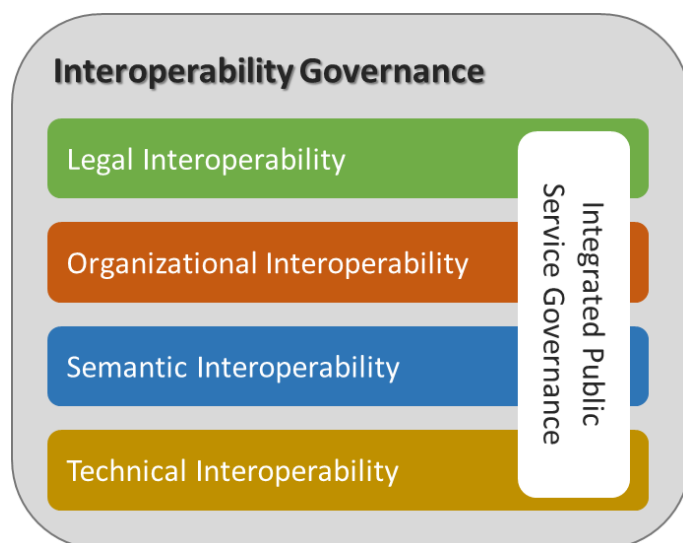 Interoperability Governance
Legal Interoperability
Organizational Interoperability
Semantic Interoperability
Technical Interoperability
Integrated Public
Service Governance